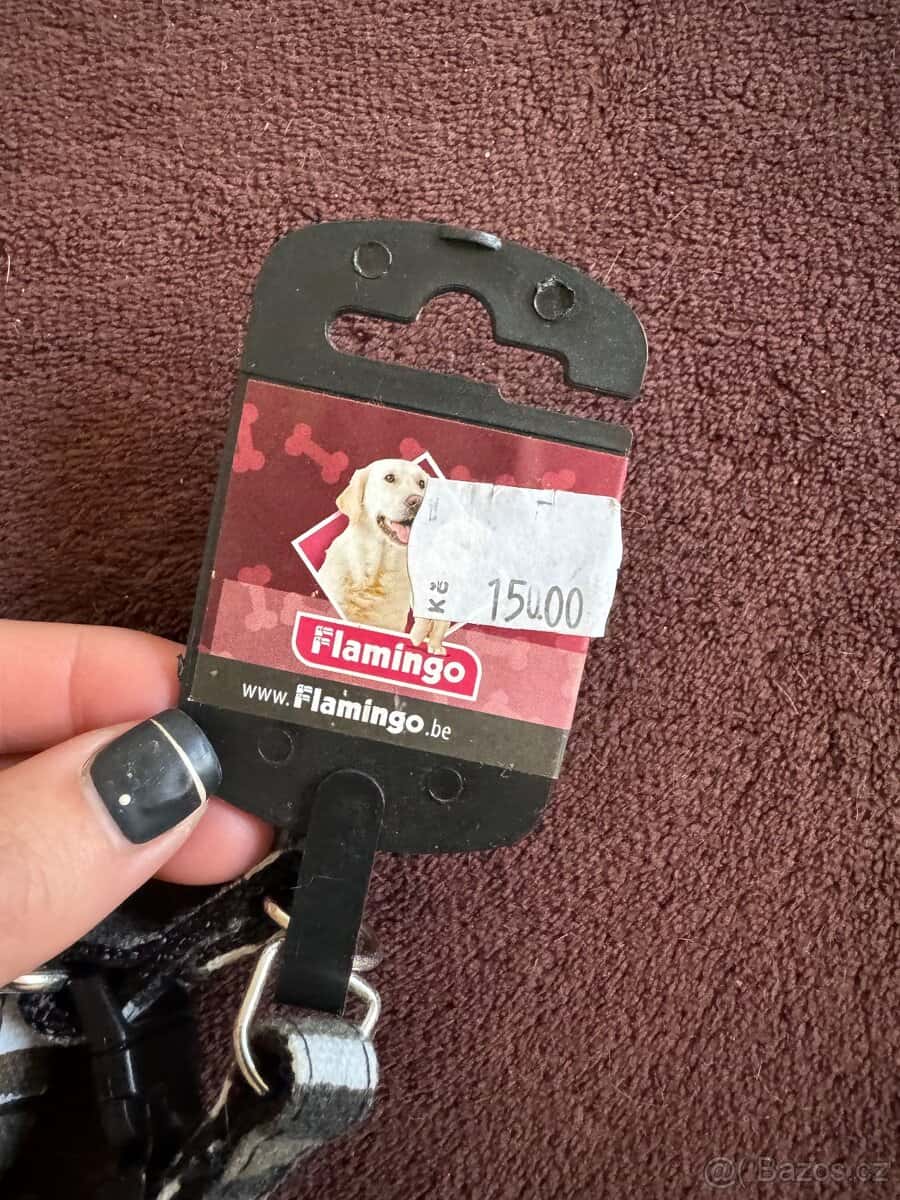 Kč 150.00
Flamingo
www.Flamingo.be
@( Bazos.cz